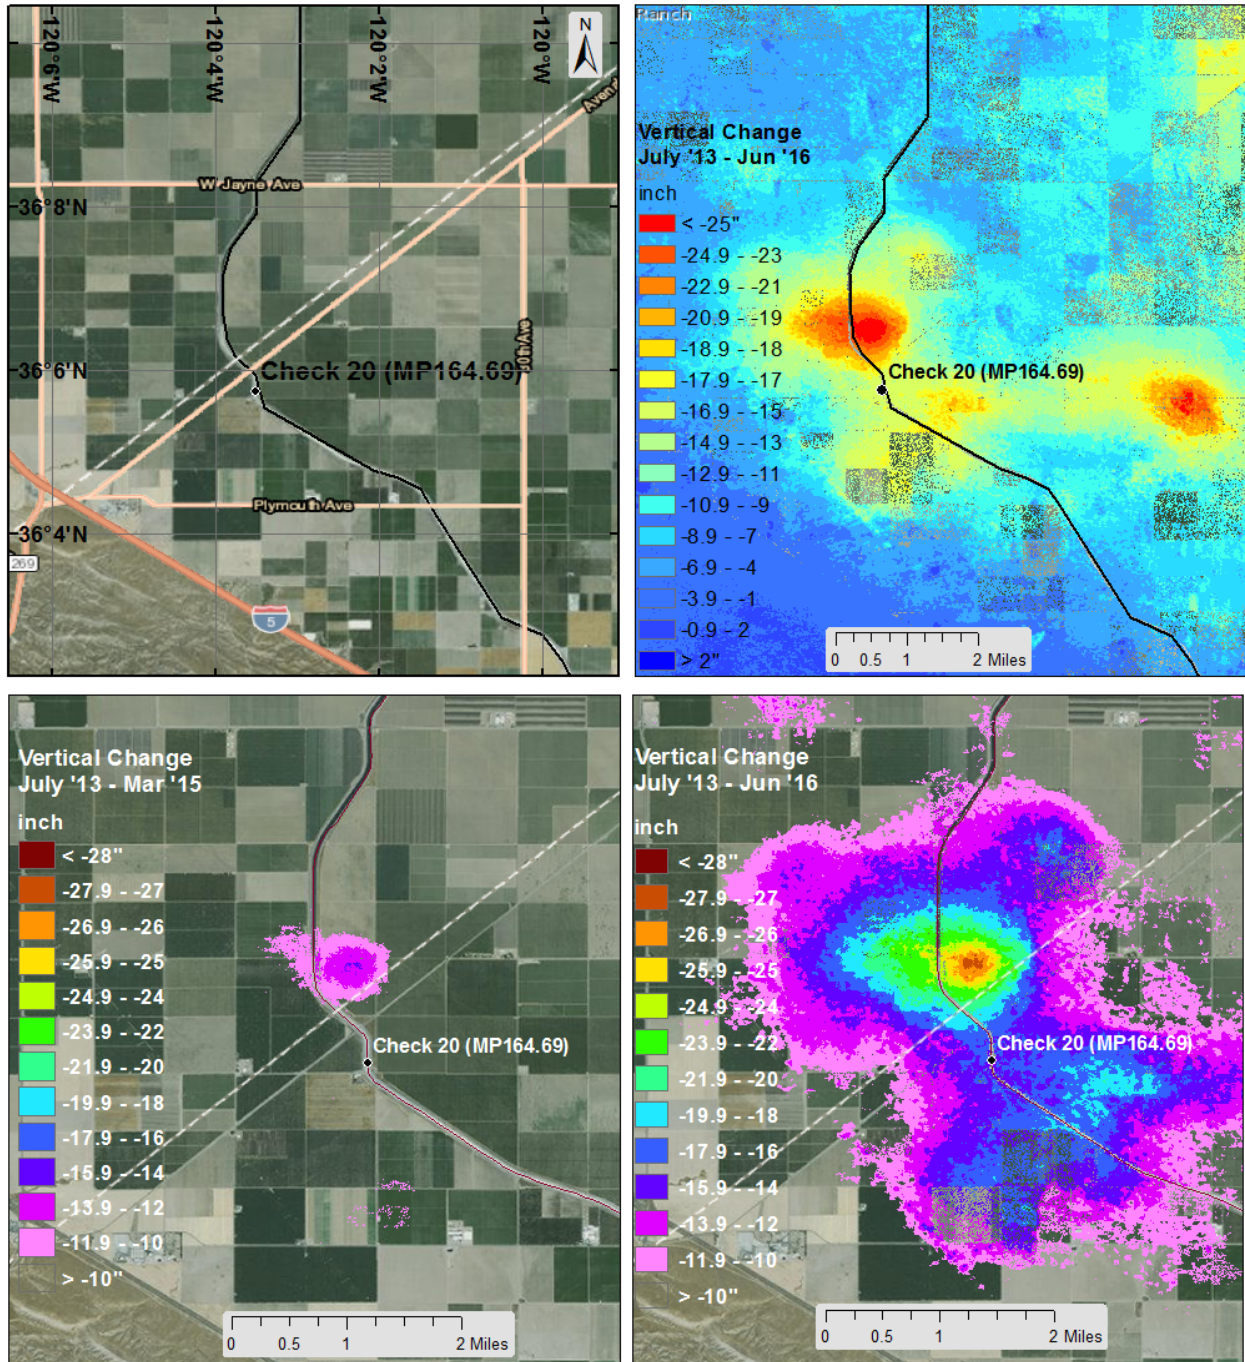 120°6'W
120°4'W
120°2'W
120°W
N
Aven
W Jayne Ave
36°8'N
36°6'N
Check 20 (MP164.69)
Plymouth Ave
36°4'N
269
5
Ranch
Vertical Change
July '13 - Jun '16
inch
< -25"
-24.9 - -23
-22.9 - -21
-20.9 - -19
-18.9 - -18
-17.9 - -17
-16.9 - -15
-14.9 - -13
-12.9 - -11
-10.9 - -9
-8.9 - -7
-6.9 - -4
-3.9 - -1
-0.9 - 2
> 2"
Check 20 (MP164.69)
0 0.5 1 2 Miles
Vertical Change
July '13 - Mar '15
inch
< -28"
-27.9 - -27
-26.9 - -26
-25.9 - -25
-24.9 - -24
-23.9 - -22
-21.9 - -20
-19.9 - -18
-17.9 - -16
-15.9 - -14
-13.9 - -12
-11.9 - -10
> -10"
Check 20 (MP164.69)
0 0.5 1 2 Miles
Vertical Change
July '13 - Jun '16
inch
< -28"
-27.9 - -27
-26.9 - -26
-25.9 - -25
-24.9 - -24
-23.9 - -22
-21.9 - -20
-19.9 - -18
-17.9 - -16
-15.9 - -14
-13.9 - -12
-11.9 - -10
> -10"
Check 20 (MP164.69)
0 0.5 1 2 Miles